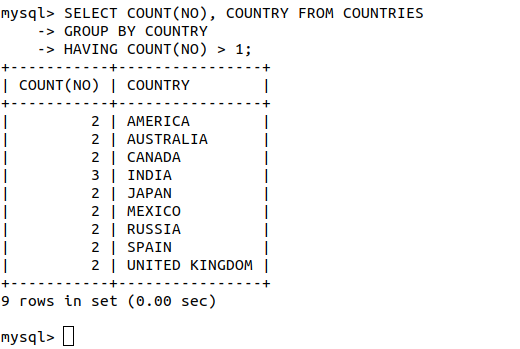 mysql> SELECT COUNT(NO), COUNTRY FROM COUNTRIES
    -> GROUP BY COUNTRY
    -> HAVING COUNT(NO) > 1;
+-----------+----------------+
| COUNT(NO) | COUNTRY        |
+-----------+----------------+
|         2 | AMERICA        |
|         2 | AUSTRALIA      |
|         2 | CANADA         |
|         3 | INDIA          |
|         2 | JAPAN          |
|         2 | MEXICO         |
|         2 | RUSSIA         |
|         2 | SPAIN          |
|         2 | UNITED KINGDOM |
+-----------+----------------+
9 rows in set (0.00 sec)

mysql>